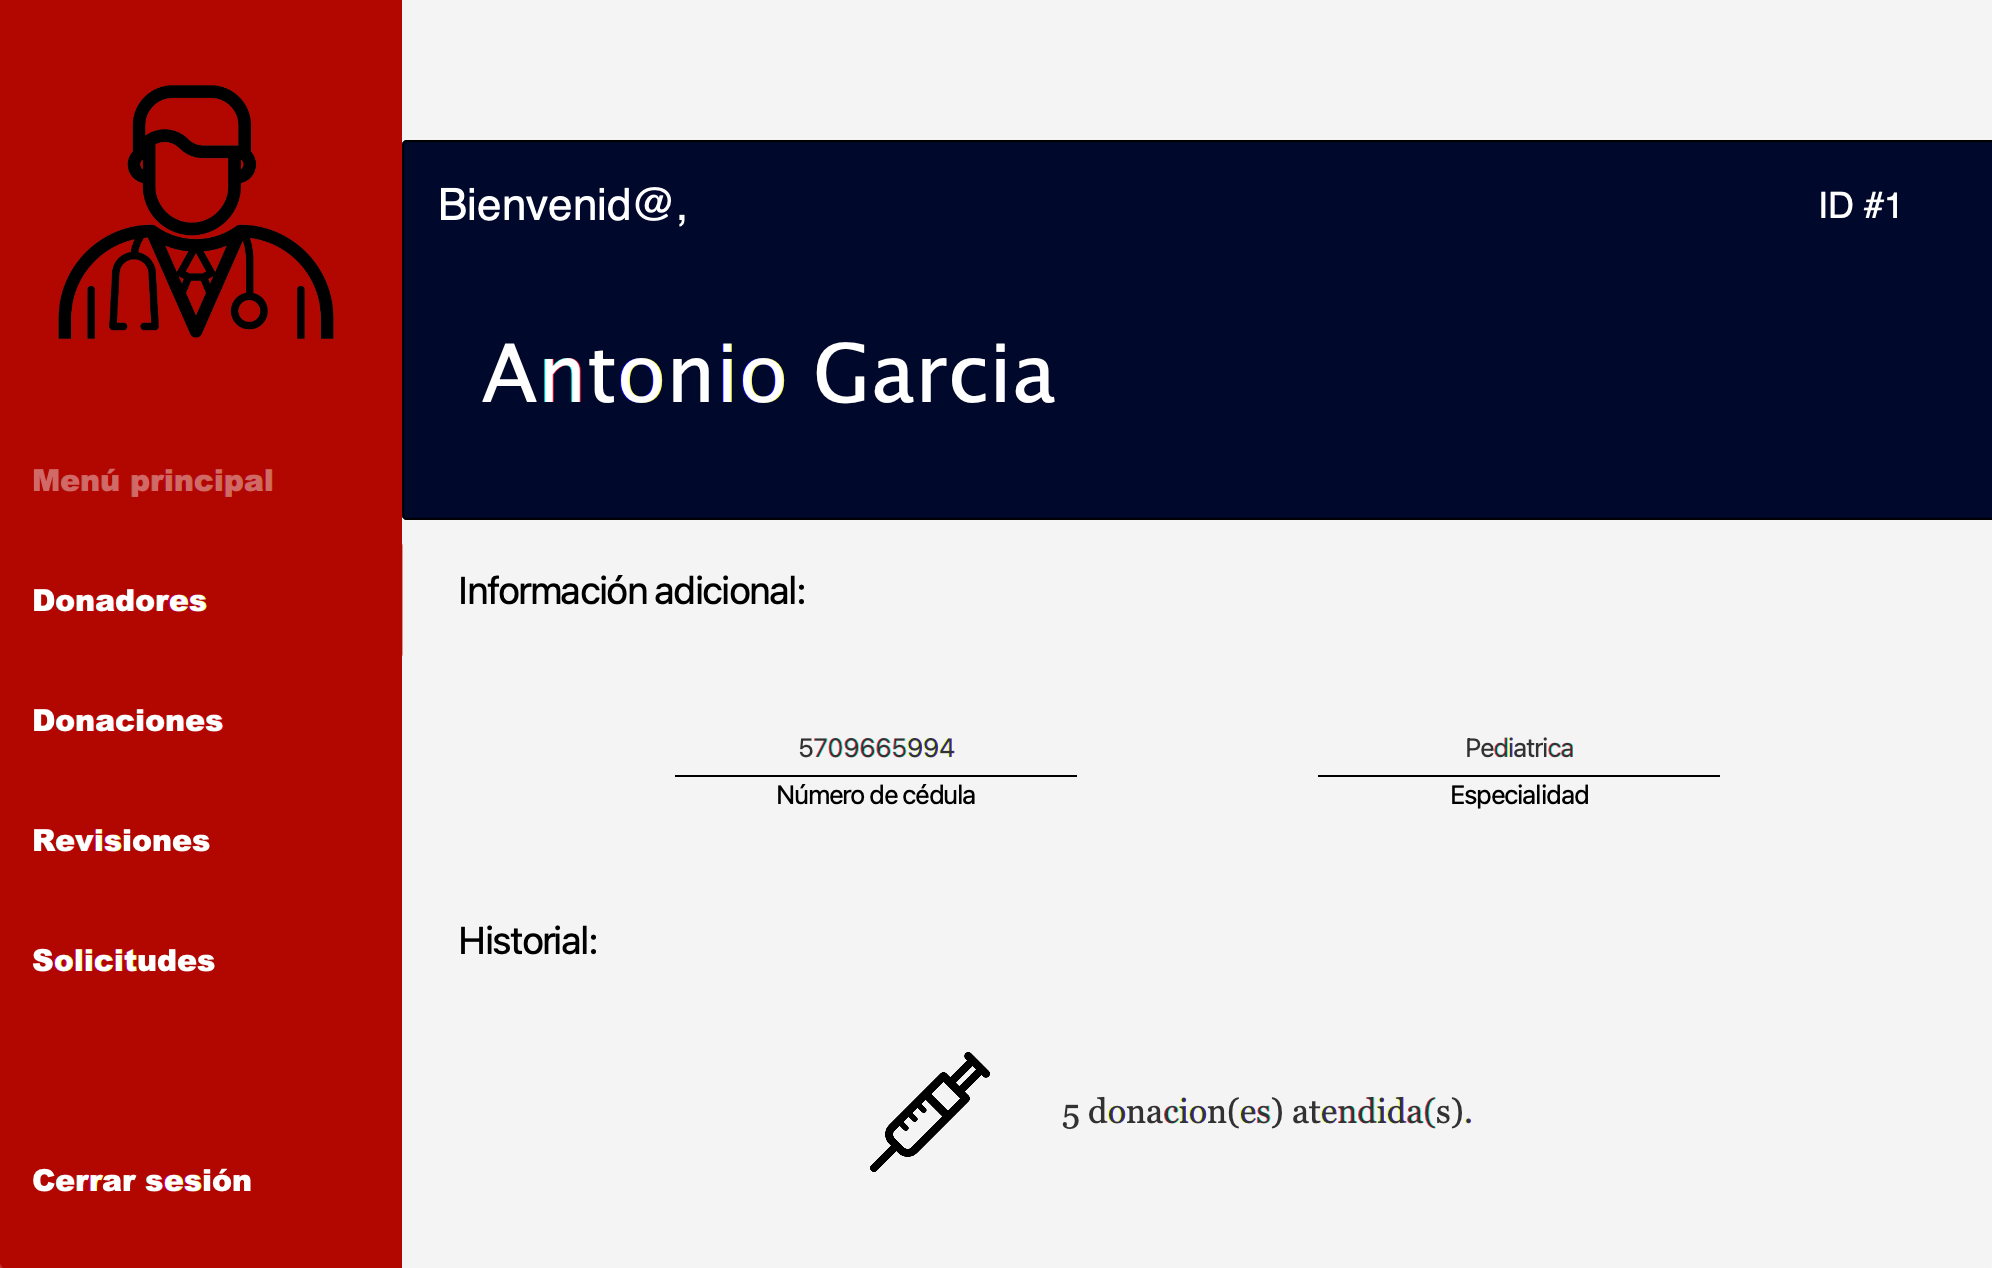 Menú principal
Donadores
Donaciones
Revisiones
Solicitudes
Cerrar sesión
Bienvenid@,
ID #1
Antonio Garcia
Información adicional:
5709665994
Número de cédula
Pediatrica
Especialidad
Historial:
5 donacion(es) atendida(s).